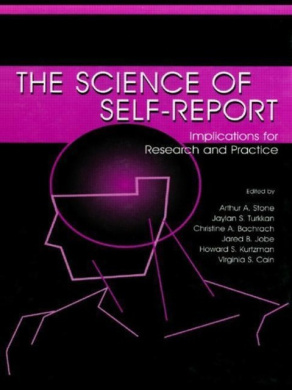 THE SCIENCE OF
SELF-REPORT
Implications for
Research and Practice
Edited by
Arthur A. Stone
Jaylan S. Turkkan
Christine A. Bachrach
Jared B. Jobe
Howard S. Kurtzman
Virginia S. Cain